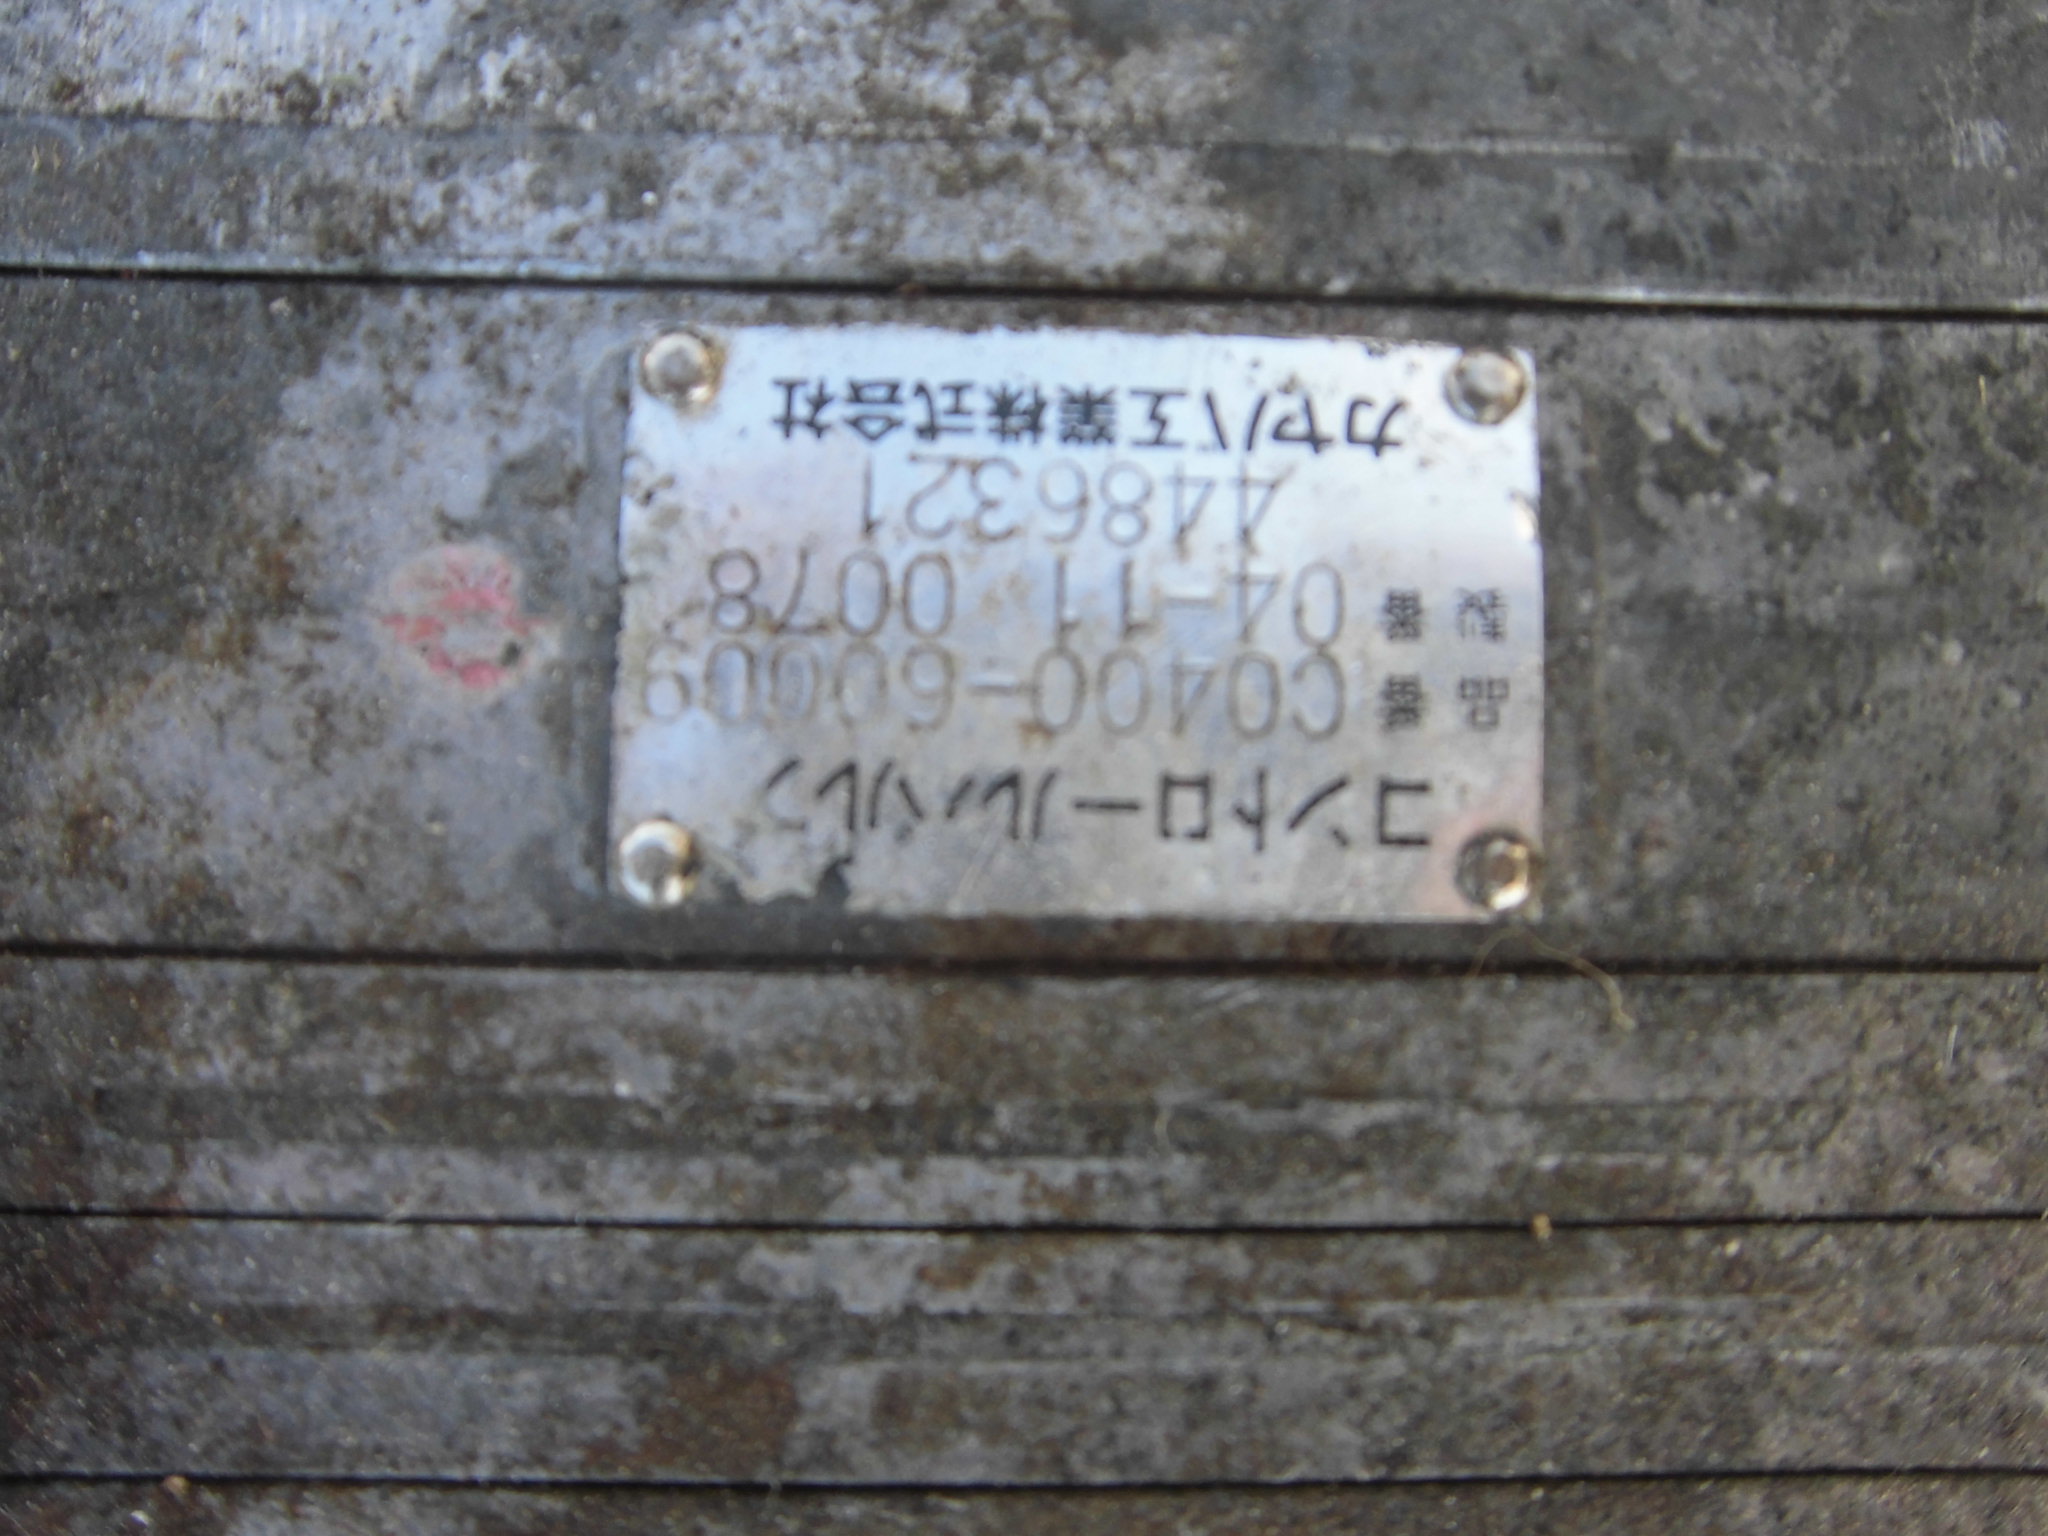 コントロールバルブ
品番 C0400-60009
製番 04-11 0078
4486321
カヤバ工業株式会社